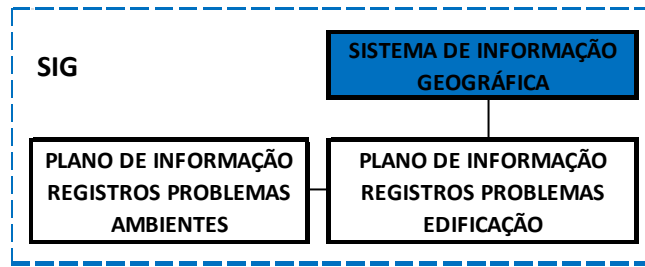 SIG
SISTEMA DE INFORMAÇÃO
GEOGRÁFICA
PLANO DE INFORMAÇÃO
REGISTROS PROBLEMAS
AMBIENTES
PLANO DE INFORMAÇÃO
REGISTROS PROBLEMAS
EDIFICAÇÃO